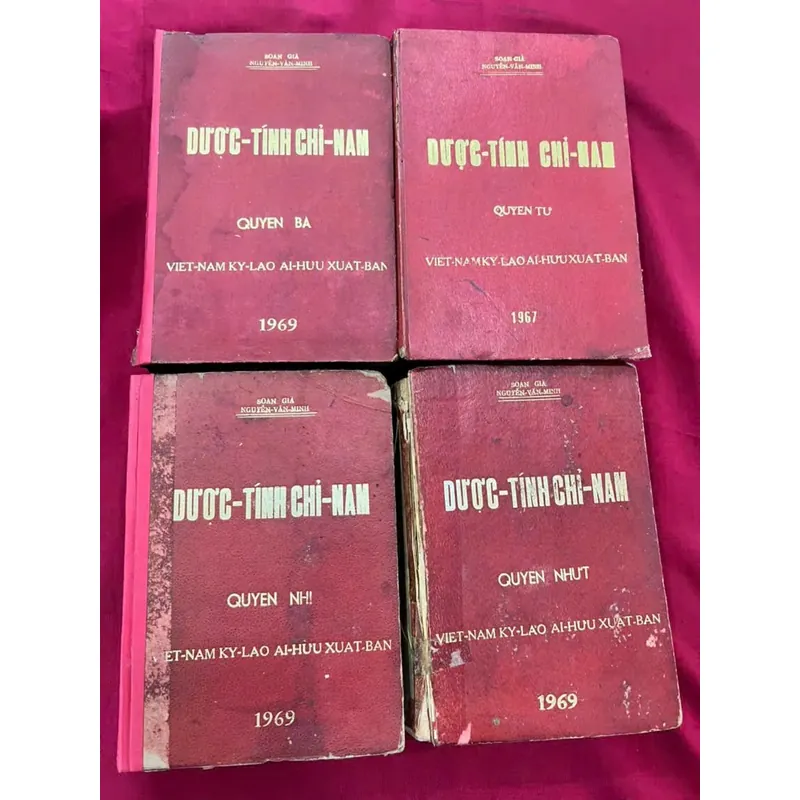 SOẠN GIẢ
NGUYỄN-VĂN-MINH
DƯỢC-TÍNH CHỈ-NAM
QUYEN BA
VIET-NAM KY-LAO AI-HUU XUAT-BAN
1969
SOẠN GIẢ
NGUYỄN-VĂN-MINH
DƯỢC-TÍNH CHỈ-NAM
QUYEN TƯ
VIET-NAM KY-LAO AI-HUU XUAT-BAN
1967
SOẠN GIẢ
NGUYỄN-VĂN-MINH
DƯỢC-TÍNH CHỈ-NAM
QUYEN NHỊ
VIET-NAM KY-LAO AI-HUU XUAT-BAN
1969
SOẠN GIẢ
NGUYỄN-VĂN-MINH
DƯỢC-TÍNH CHỈ-NAM
QUYEN NHƯT
VIET-NAM KY-LAO AI-HUU XUAT-BAN
1969